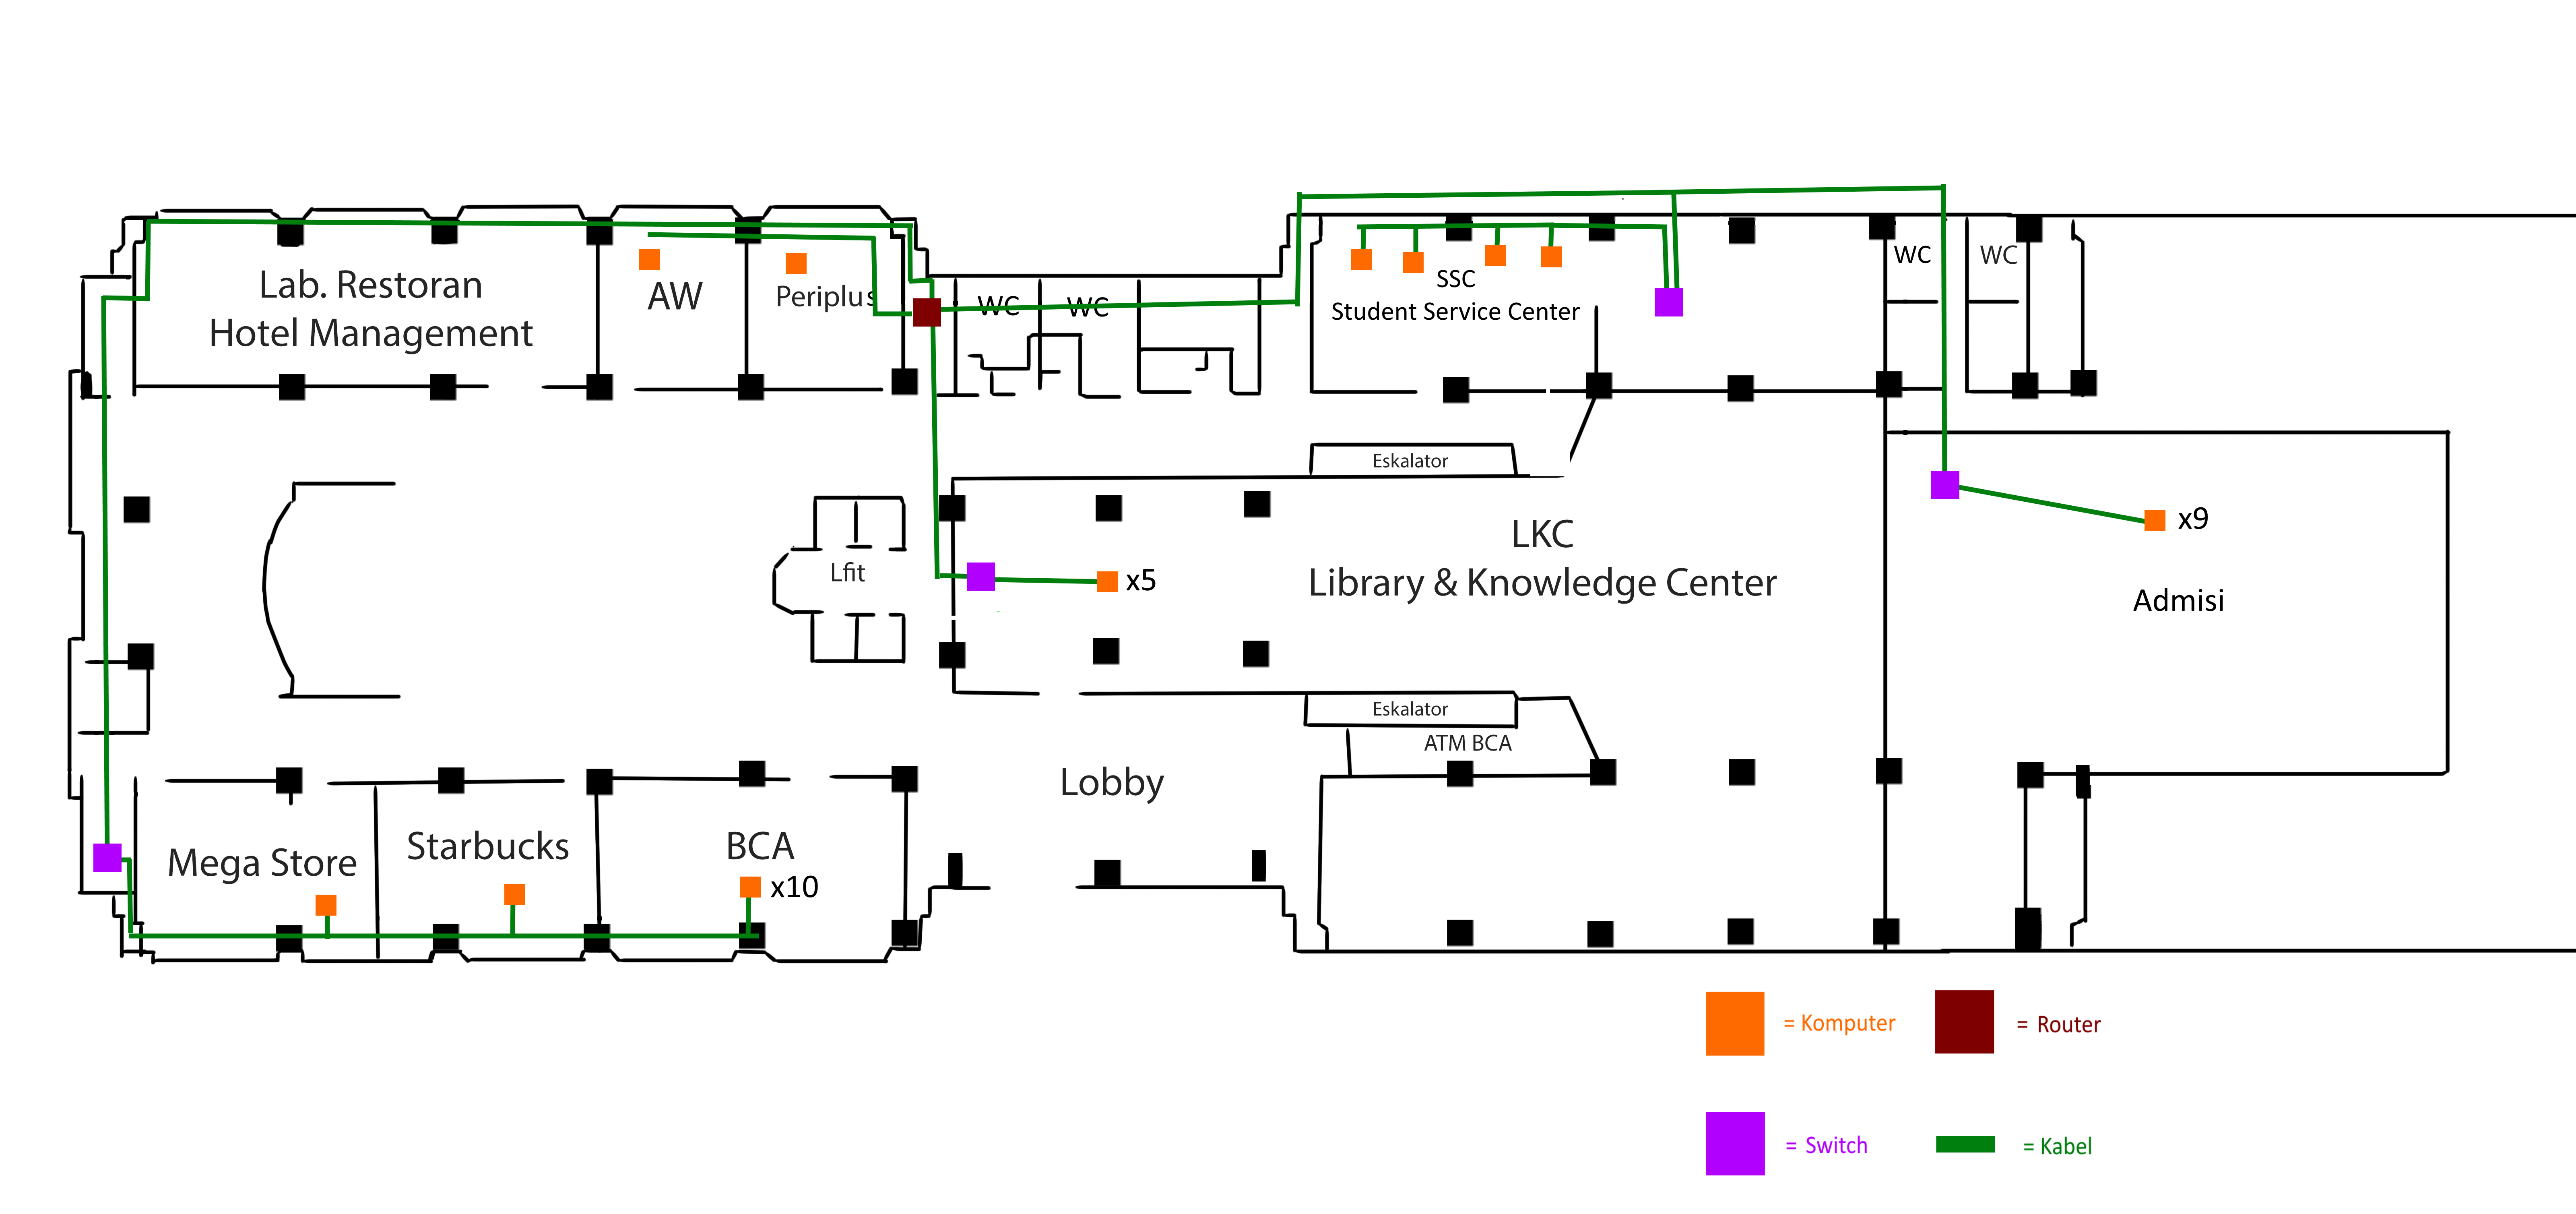 Lab. Restoran
Hotel Management
AW
Periplus
WC
WC
SSC
Student Service Center
WC
WC
Eskalator
Lfit
x5
LKC
Library & Knowledge Center
x9
Admisi
Eskalator
ATM BCA
Lobby
Mega Store
Starbucks
BCA
x10
= Komputer
= Router
= Switch
= Kabel